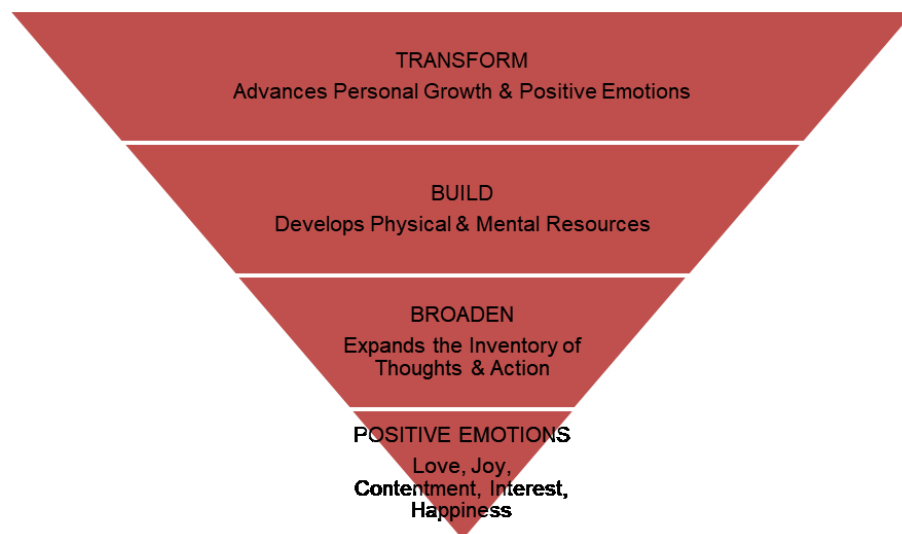 TRANSFORM
Advances Personal Growth & Positive Emotions
BUILD
Develops Physical & Mental Resources
BROADEN
Expands the Inventory of
Thoughts & Action
POSITIVE EMOTIONS
Love, Joy,
Contentment, Interest,
Happiness